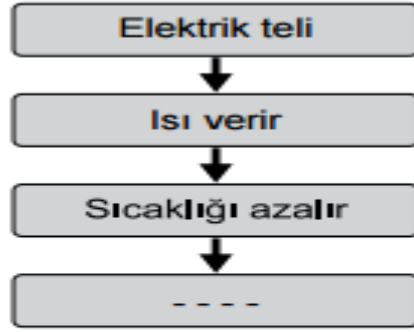 Elektrik teli
Isı verir
Sıcaklığı azalır
- - - -